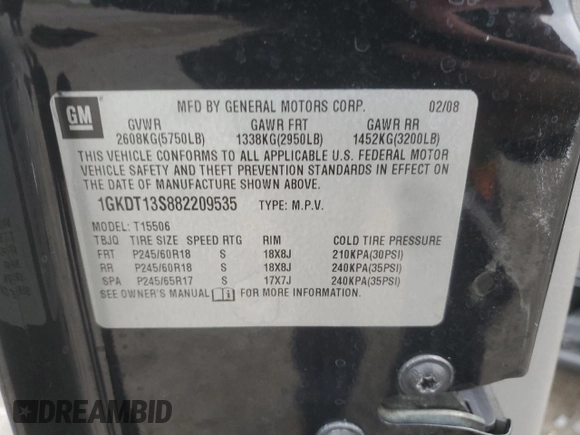 GM
MFD BY GENERAL MOTORS CORP. 02/08
GVWR GAWR FRT GAWR RR
2608KG(5750LB) 1338KG(2950LB) 1452KG(3200LB)
THIS VEHICLE CONFORMS TO ALL APPLICABLE U.S. FEDERAL MOTOR
VEHICLE SAFETY AND THEFT PREVENTION STANDARDS IN EFFECT ON
THE DATE OF MANUFACTURE SHOWN ABOVE.
1GKDT13S882209535 TYPE: M.P.V.
MODEL: T15506
TBJQ TIRE SIZE SPEED RTG RIM COLD TIRE PRESSURE
FRT P245/60R18 S 18X8J 210KPA(30PSI)
RR P245/60R18 S 18X8J 240KPA(35PSI)
SPA P245/65R17 S 17X7J 240KPA(35PSI)
SEE OWNER'S MANUAL FOR MORE INFORMATION.
DREAMBID